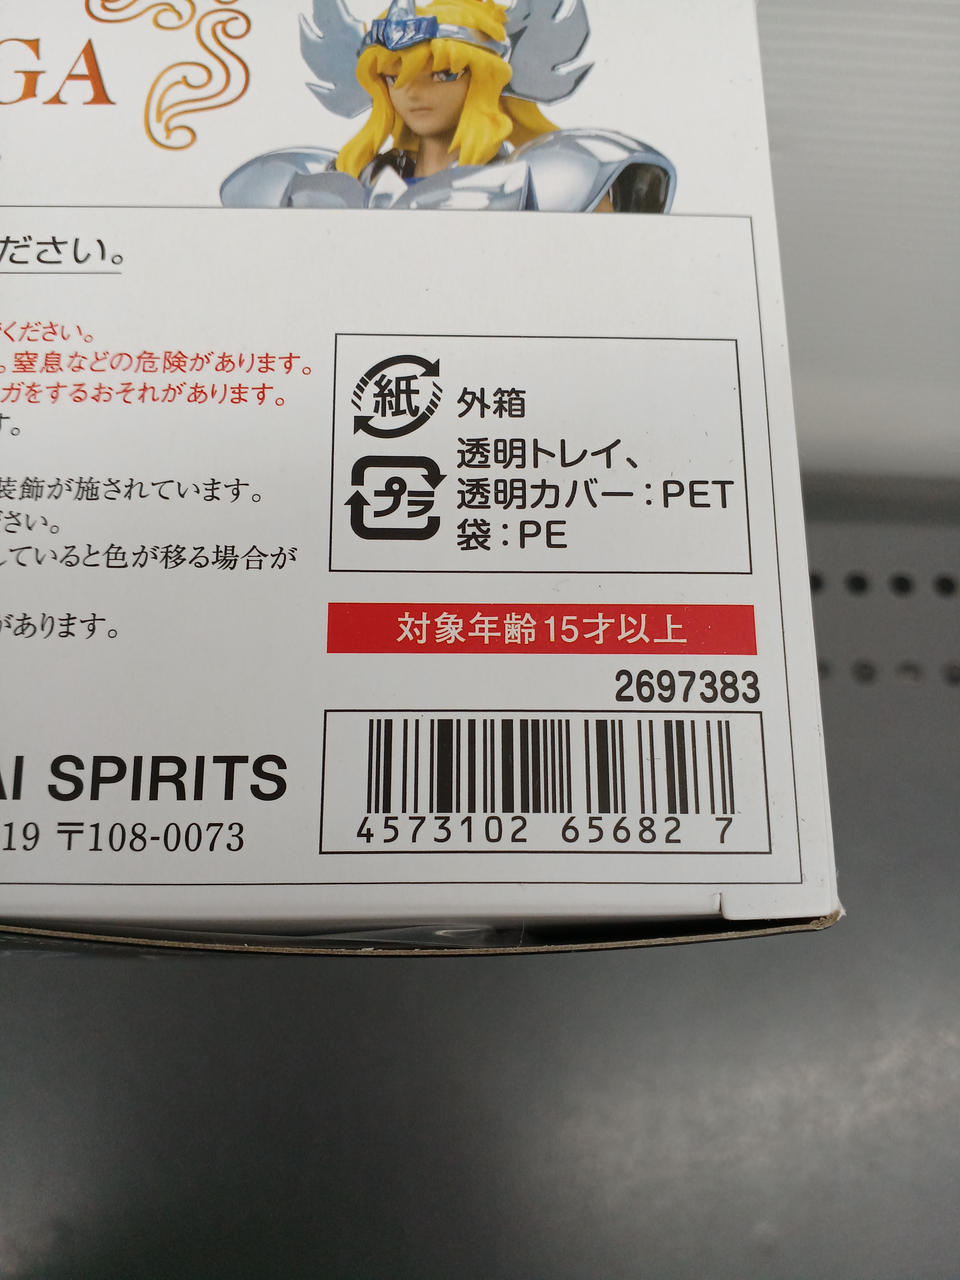 GA
ださい。
ください。
。窒息などの危険があります。
ガをするおそれがあります。
す。
装飾が施されています。
ださい。
していると色が移る場合が
があります。
紙
外箱
プラ
透明トレイ、
透明カバー：PET
袋：PE
対象年齢15才以上
2697383
AI SPIRITS
19 〒108-0073
4573102 65682 7